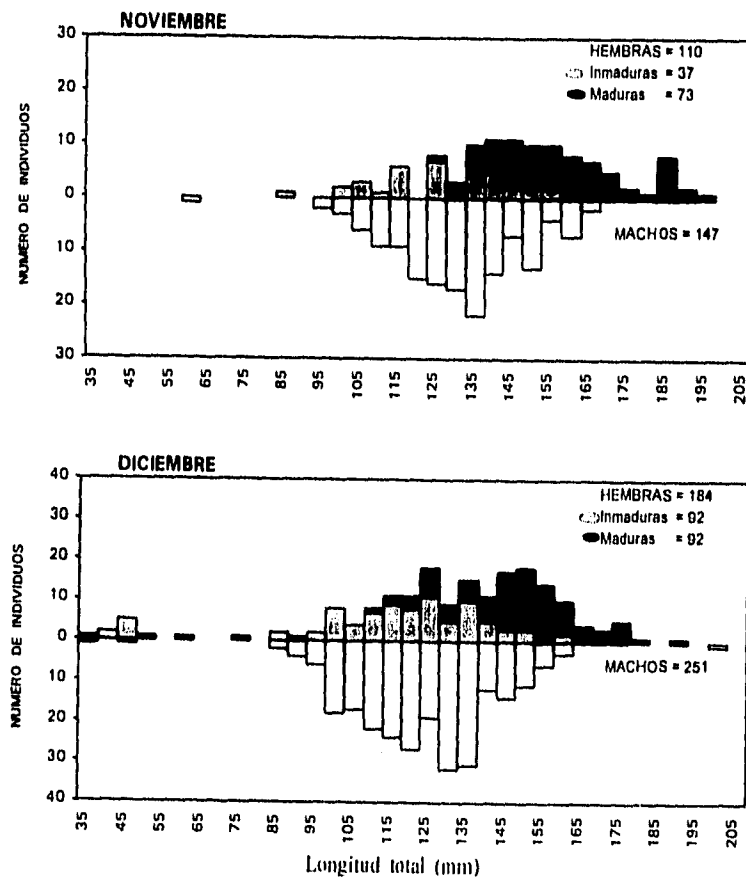 NOVIEMBRE
30
20
10
0
10
20
30
NUMERO DE INDIVIDUOS
HEMBRAS = 110
Inmaduras = 37
Maduras = 73
MACHOS = 147
35 45 55 65 75 85 95 105 115 125 135 145 155 165 175 185 195 205
DICIEMBRE
40
30
20
10
0
10
20
30
40
NUMERO DE INDIVIDUOS
HEMBRAS = 184
Inmaduras = 92
Maduras = 92
MACHOS = 251
35 45 55 65 75 85 95 105 115 125 135 145 155 165 175 185 195 205
Longitud total (mm)